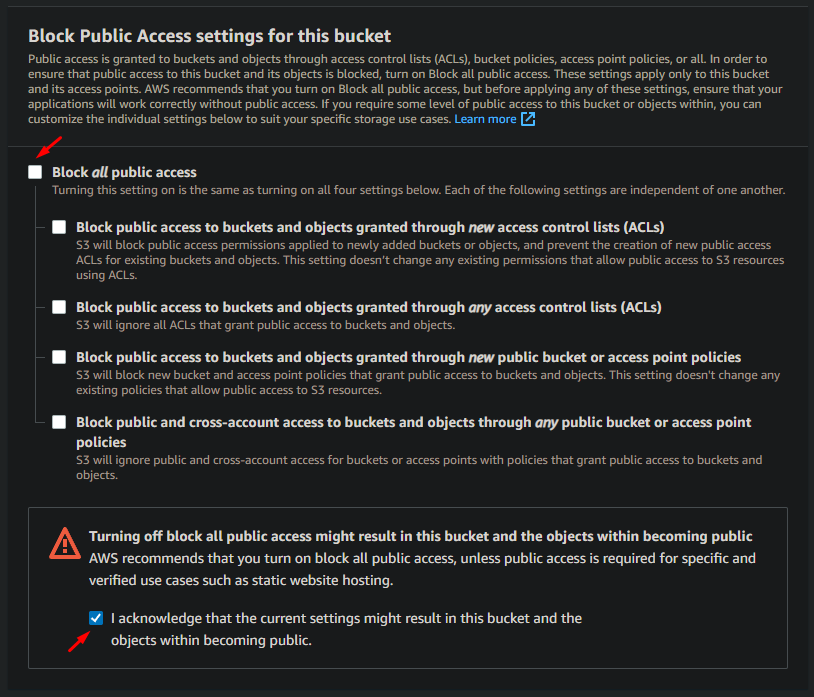 Block Public Access settings for this bucket
Public access is granted to buckets and objects through access control lists (ACLs), bucket policies, access point policies, or all. In order to
ensure that public access to this bucket and its objects is blocked, turn on Block all public access. These settings apply only to this bucket
and its access points. AWS recommends that you turn on Block all public access, but before applying any of these settings, ensure that your
applications will work correctly without public access. If you require some level of public access to this bucket or objects within, you can
customize the individual settings below to suit your specific storage use cases. Learn more
Block all public access
Turning this setting on is the same as turning on all four settings below. Each of the following settings are independent of one another.
Block public access to buckets and objects granted through new access control lists (ACLs)
S3 will block public access permissions applied to newly added buckets or objects, and prevent the creation of new public access
ACLs for existing buckets and objects. This setting doesn't change any existing permissions that allow public access to S3 resources
using ACLs.
Block public access to buckets and objects granted through any access control lists (ACLs)
S3 will ignore all ACLs that grant public access to buckets and objects.
Block public access to buckets and objects granted through new public bucket or access point policies
S3 will block new bucket and access point policies that grant public access to buckets and objects. This setting doesn't change any
existing policies that allow public access to S3 resources.
Block public and cross-account access to buckets and objects through any public bucket or access point
policies
S3 will ignore public and cross-account access for buckets or access points with policies that grant public access to buckets and
objects.
Turning off block all public access might result in this bucket and the objects within becoming public
AWS recommends that you turn on block all public access, unless public access is required for specific and
verified use cases such as static website hosting.
I acknowledge that the current settings might result in this bucket and the
objects within becoming public.